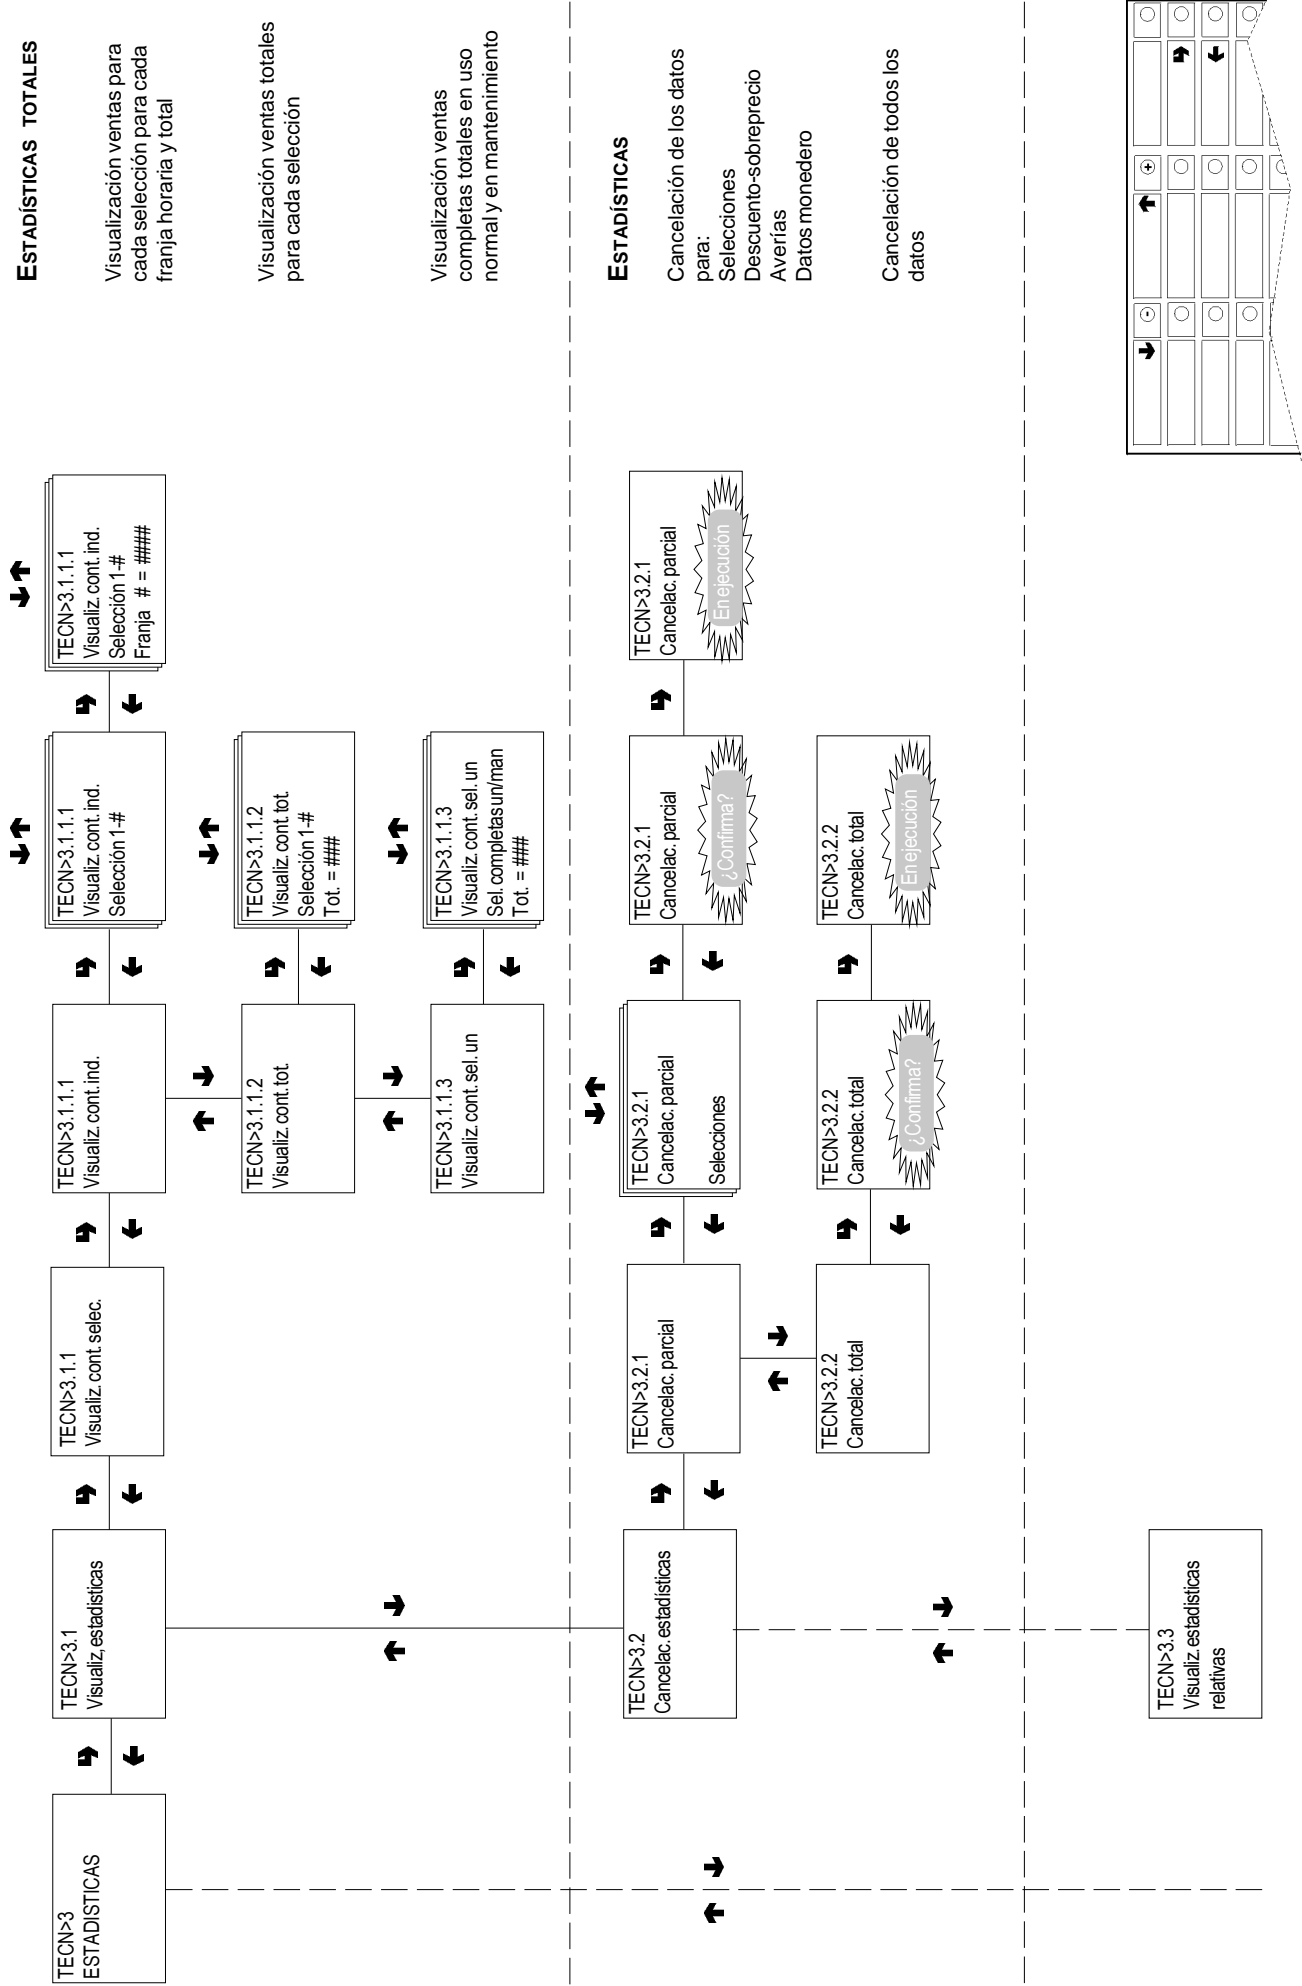 TECN>3
ESTADISTICAS
TECN>3.1
Visualiz, estadisticas
TECN>3.1.1
Visualiz. cont. selec.
TECN>3.1.1.1
Visualiz. cont. ind.
TECN>3.1.1.1
Visualiz. cont. ind.
Selección 1-#
TECN>3.1.1.1.1
Visualiz. cont. ind.
Selección 1-#
Franja # = ####
ESTADÍSTICAS TOTALES
Visualización ventas para
cada selección para cada
franja horaria y total
TECN>3.1.1.2
Visualiz. cont. tot.
TECN>3.1.1.2
Visualiz. cont. tot.
Selección 1-#
Tot. = ###
Visualización ventas totales
para cada selección
TECN>3.1.1.3
Visualiz. cont. sel. un
TECN>3.1.1.3
Visualiz. cont. sel. un
Sel. completas un/man
Tot. = ###
Visualización ventas
completas totales en uso
normal y en mantenimiento
TECN>3.2
Cancelac. estadísticas
TECN>3.2.1
Cancelac. parcial
TECN>3.2.1
Cancelac. parcial
Selecciones
TECN>3.2.1
Cancelac. parcial
¿Confirma?
TECN>3.2.1
Cancelac. parcial
En ejecución
ESTADÍSTICAS
Cancelación de los datos
para:
Selecciones
Descuento-sobreprecio
Averías
Datos monedero
TECN>3.2.2
Cancelac. total
TECN>3.2.2
Cancelac. total
¿Confirma?
TECN>3.2.2
Cancelac. total
En ejecución
Cancelación de todos los
datos
TECN>3.3
Visualiz. estadisticas
relativas
- +